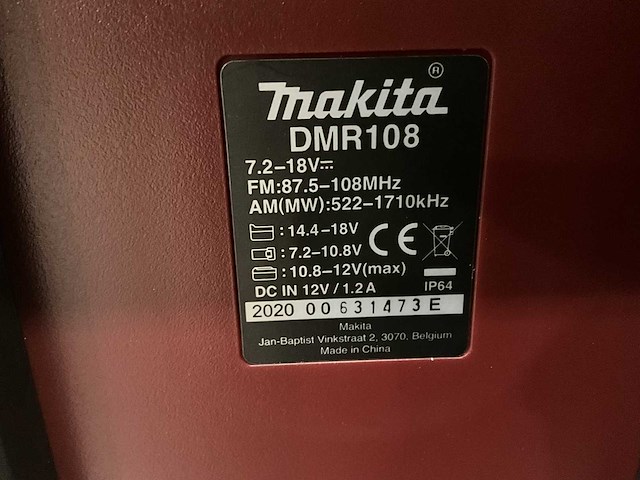 makita®
DMR108
7.2–18V⎓
FM:87.5–108MHz
AM(MW):522–1710kHz
: 14.4–18V
: 7.2–10.8V
CE
: 10.8–12V(max)
DC IN 12V / 1.2 A IP64
2020 00631473 E
Makita
Jan-Baptist Vinkstraat 2, 3070, Belgium
Made in China